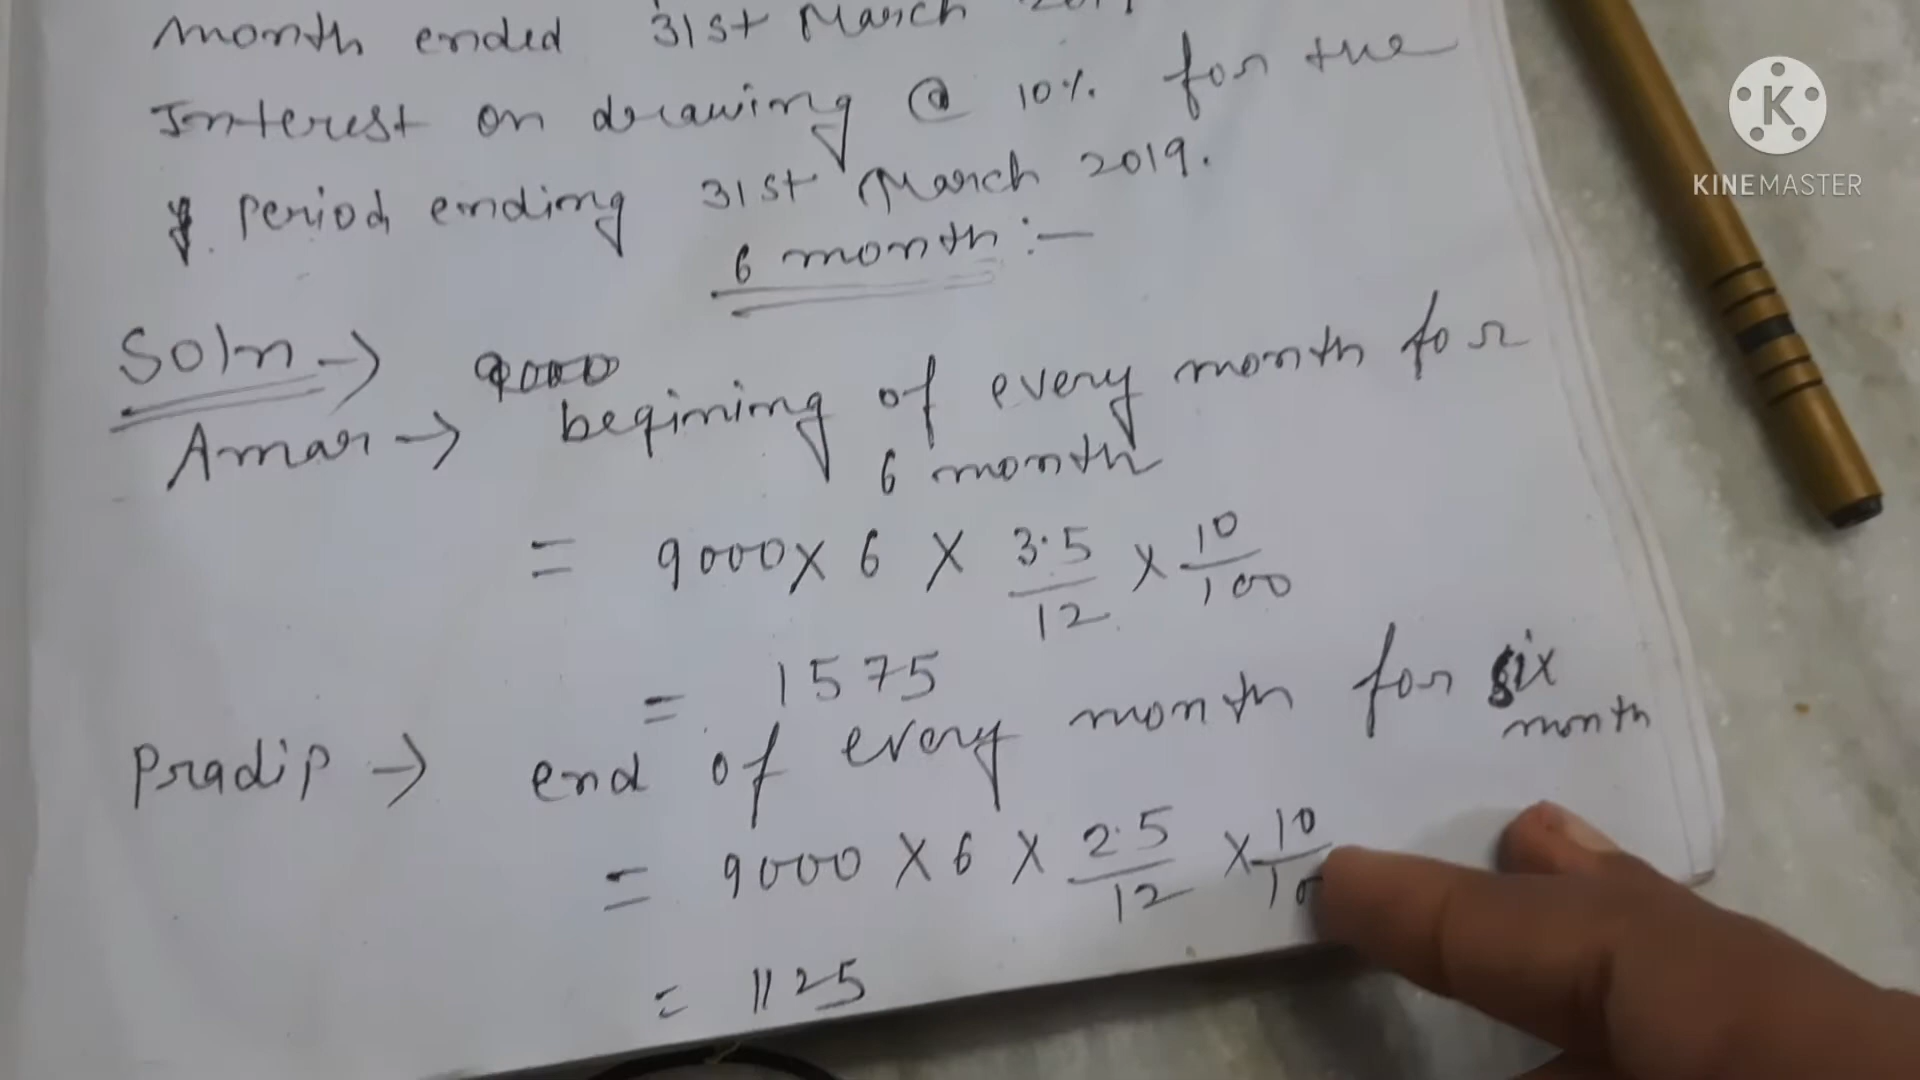 month ended 31st March
Interest on drawing @ 10% for the
period ending 31st March 2019.
6 month :-
Soln → 9000
Amar → begining of every month for
6 month
= 9000 x 6 x 3.5/12 x 10/100
= 1575
Pradip → end of every month for six
month
= 9000 x 6 x 2.5/12 x 10/10
= 1125
K
KINEMASTER